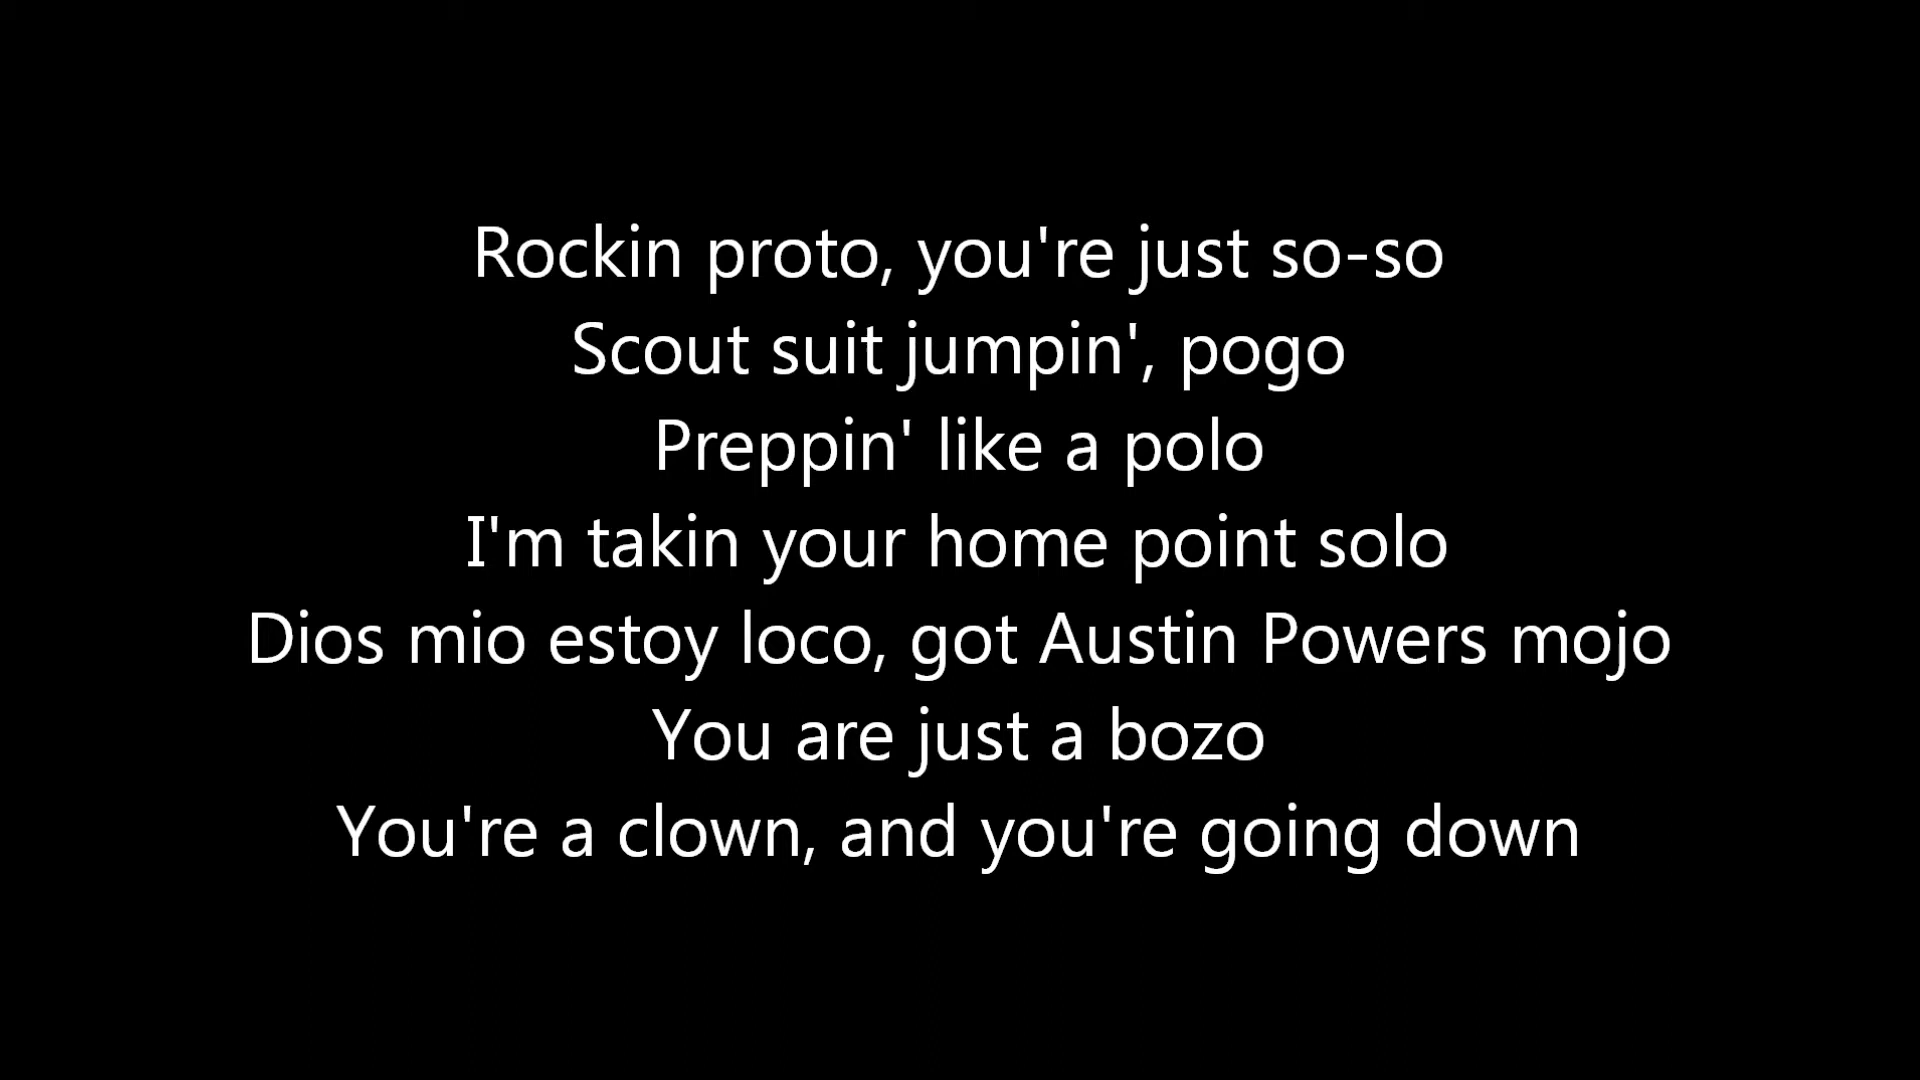 Rockin proto, you're just so-so
Scout suit jumpin', pogo
Preppin' like a polo
I'm takin your home point solo
Dios mio estoy loco, got Austin Powers mojo
You are just a bozo
You're a clown, and you're going down